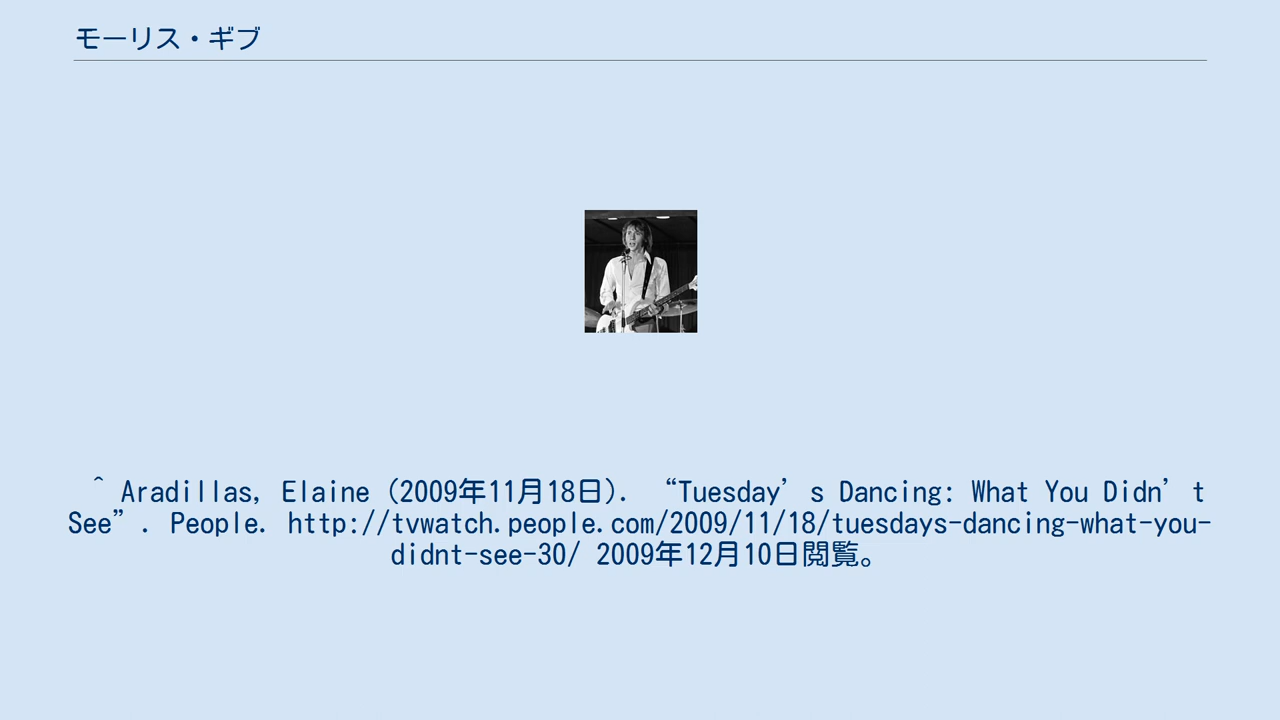 モーリス・ギブ
^ Aradillas, Elaine (2009年11月18日). “Tuesday’s Dancing: What You Didn’t
See”. People. http://tvwatch.people.com/2009/11/18/tuesdays-dancing-what-you-
didnt-see-30/ 2009年12月10日閲覧。